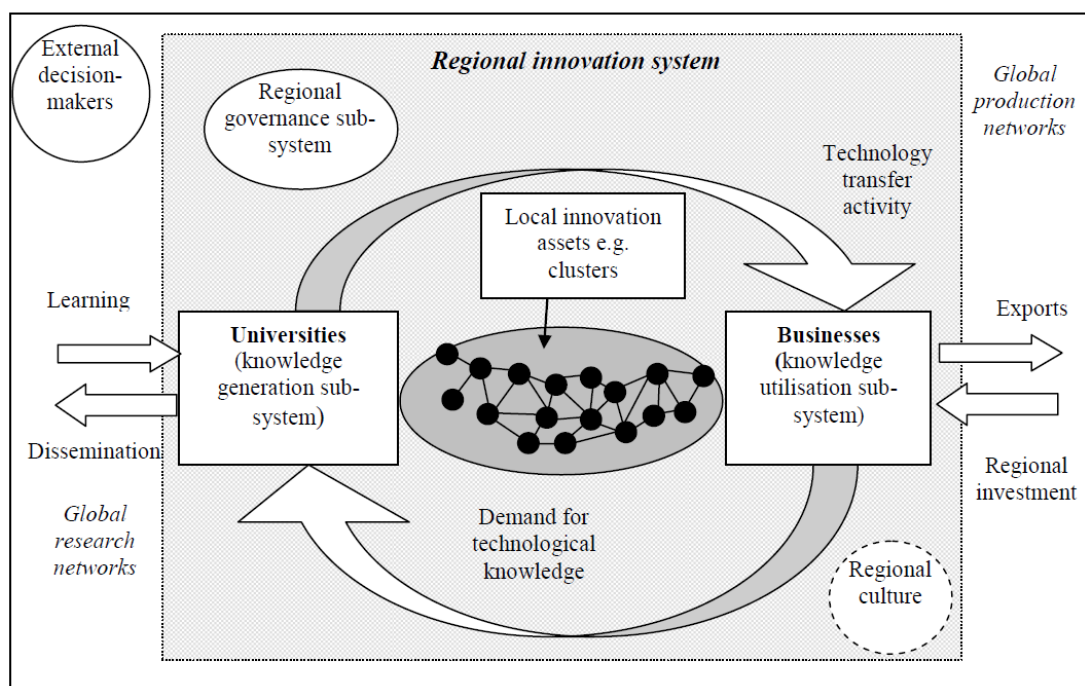 External
decision-
makers
Regional innovation system
Regional
governance sub-
system
Global
production
networks
Technology
transfer
activity
Local innovation
assets e.g.
clusters
Learning
Universities
(knowledge
generation sub-
system)
Businesses
(knowledge
utilisation sub-
system)
Exports
Dissemination
Regional
investment
Global
research
networks
Demand for
technological
knowledge
Regional
culture